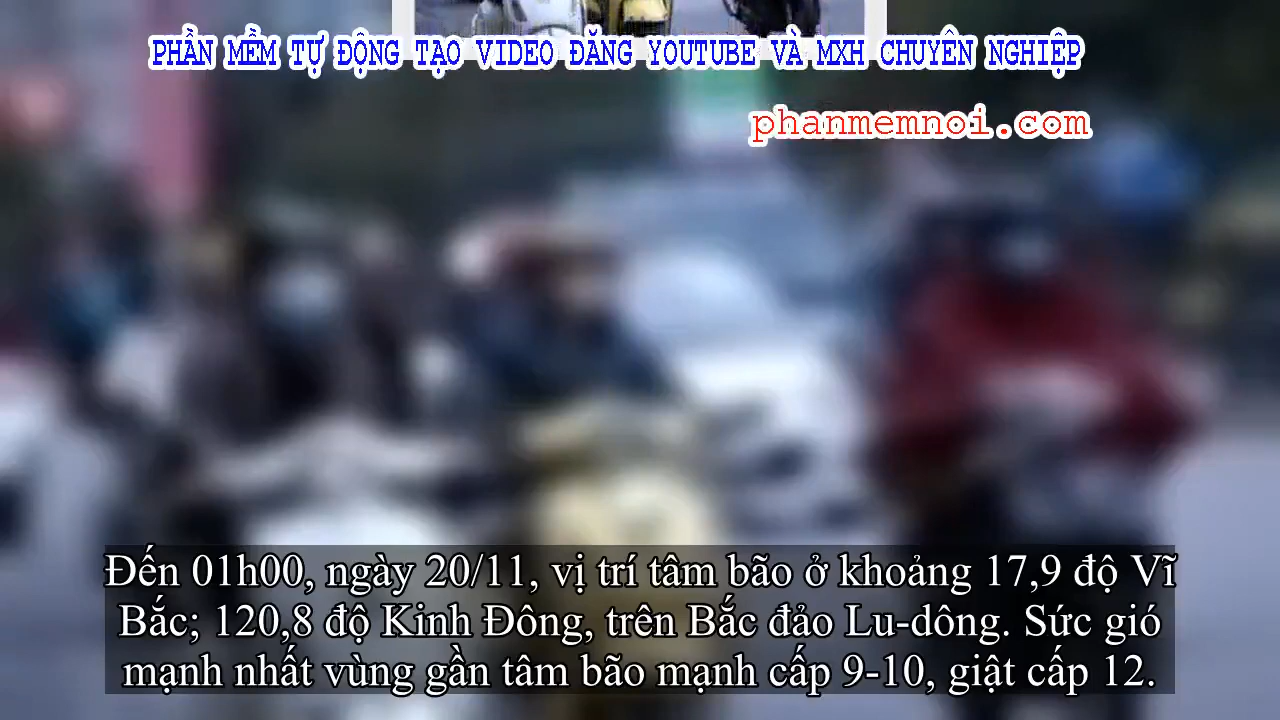 PHẦN MỀM TỰ ĐỘNG TẠO VIDEO ĐĂNG YOUTUBE VÀ MXH CHUYÊN NGHIỆP
phanmemnoi.com
Đến 01h00, ngày 20/11, vị trí tâm bão ở khoảng 17,9 độ Vĩ
Bắc; 120,8 độ Kinh Đông, trên Bắc đảo Lu-dông. Sức gió
mạnh nhất vùng gần tâm bão mạnh cấp 9-10, giật cấp 12.